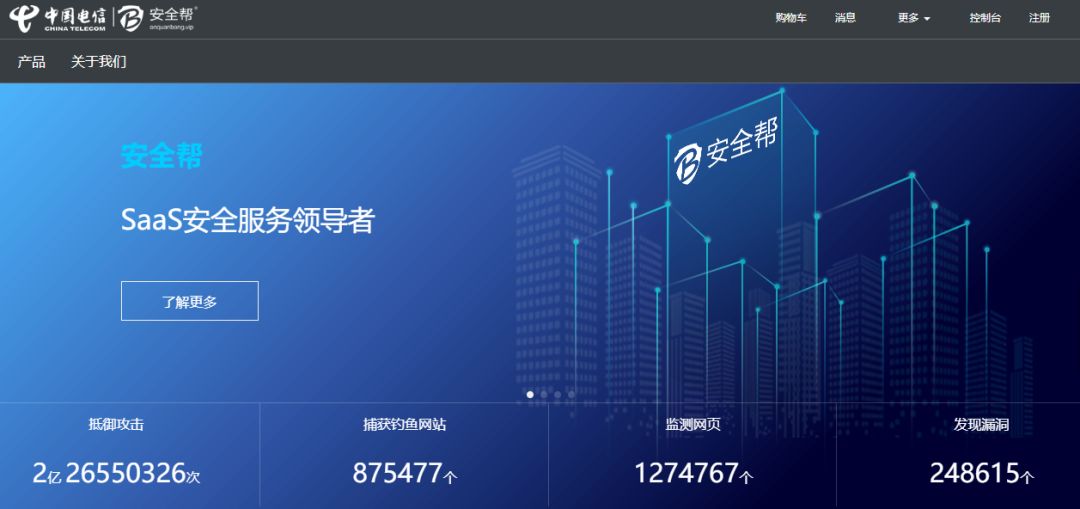 中国电信 CHINA TELECOM 安全帮® anquanbang.vip
购物车 消息 更多 控制台 注册
产品 关于我们
安全帮
安全帮
SaaS安全服务领导者
了解更多
抵御攻击 捕获钓鱼网站 监测网页 发现漏洞
2亿 26550326次 875477个 1274767个 248615个